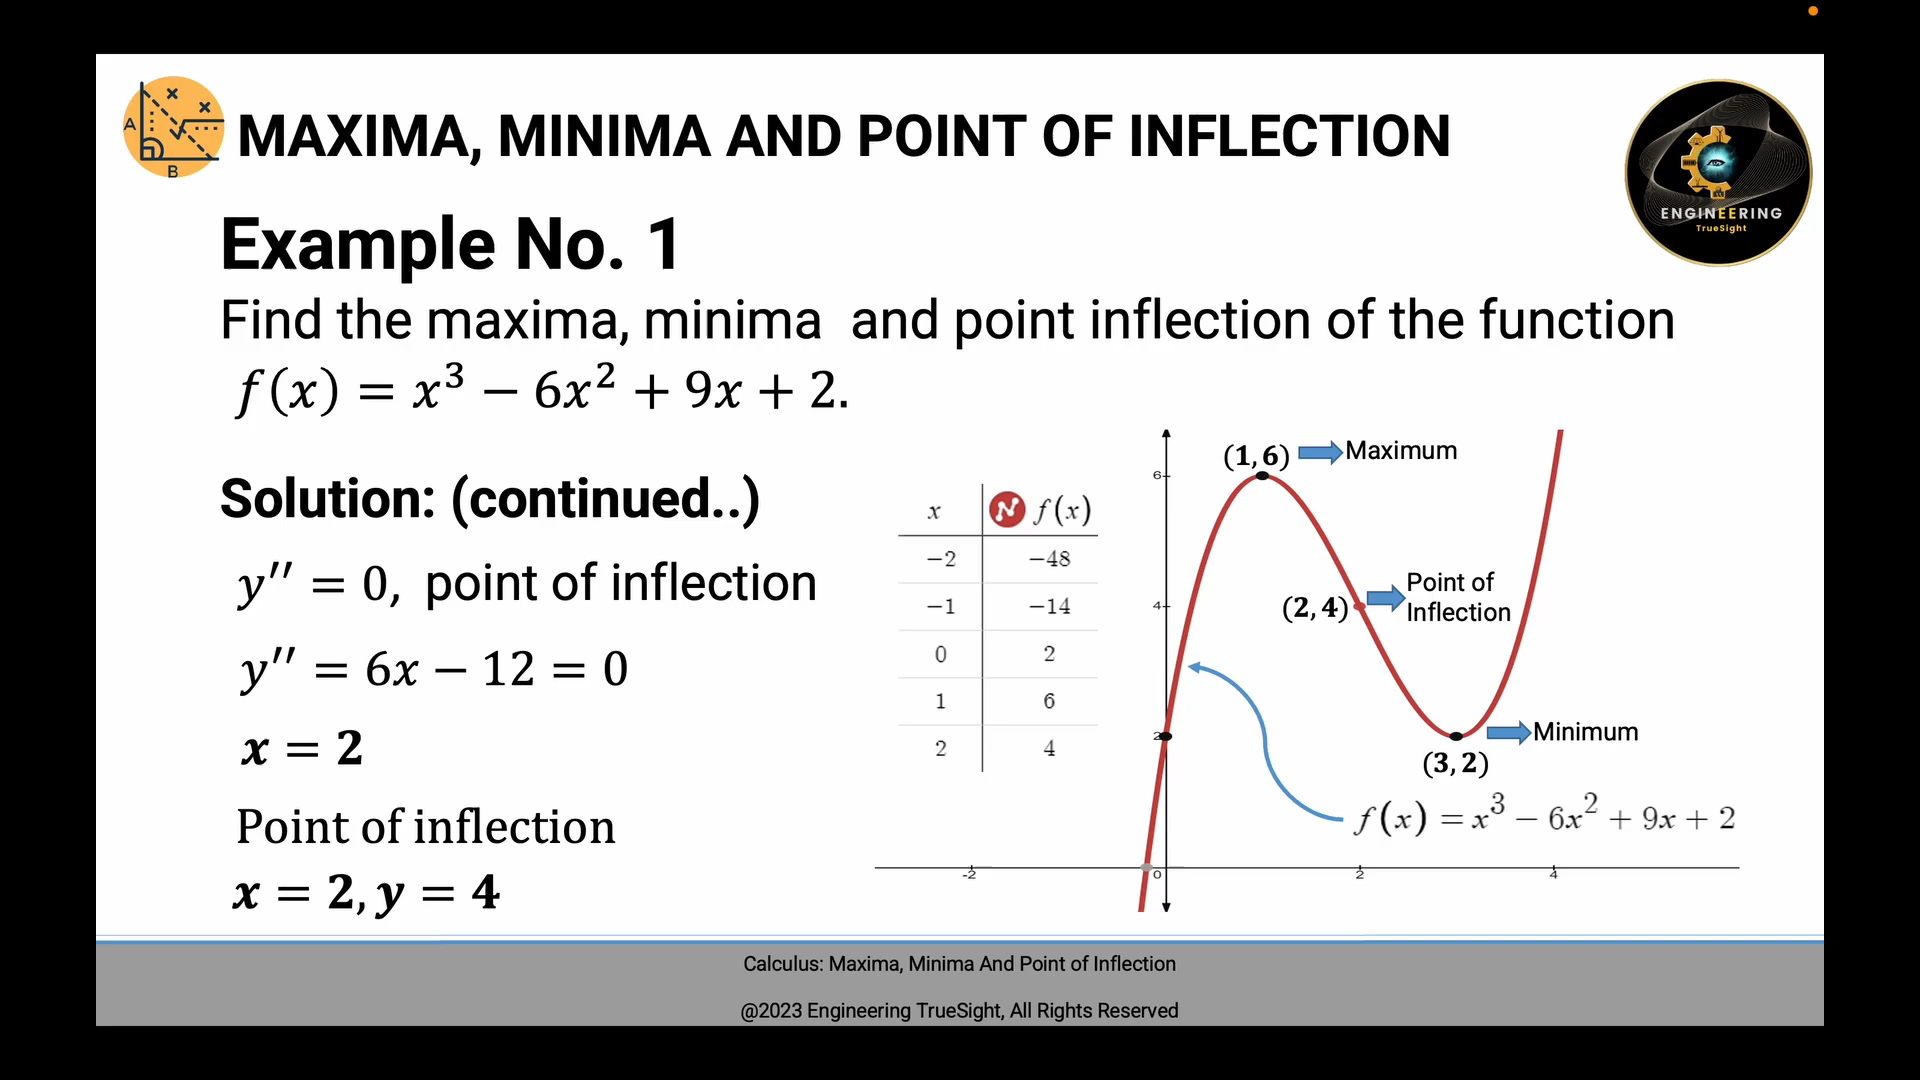 A
B
MAXIMA, MINIMA AND POINT OF INFLECTION
ENGINEERING
TrueSight
Example No. 1
Find the maxima, minima and point inflection of the function
f(x) = x³ − 6x² + 9x + 2.
Solution: (continued..)
y′′ = 0, point of inflection
y′′ = 6x − 12 = 0
x = 2
Point of inflection
x = 2, y = 4
x f(x)
−2 −48
−1 −14
0 2
1 6
2 4
(1, 6) Maximum
6
Point of
Inflection
(2, 4)
4
Minimum
2
(3, 2)
f(x) = x³ − 6x² + 9x + 2
-2 0 2 4
Calculus: Maxima, Minima And Point of Inflection
@2023 Engineering TrueSight, All Rights Reserved